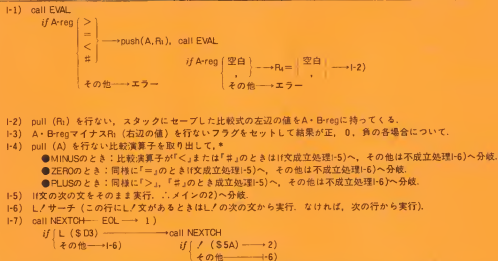 I-1) call EVAL
if A-reg
>
=
<
#
→push(A,R₁), call EVAL
if A-reg 空白 , →R₄= 空白 , →I-2)
その他→エラー
その他→エラー
I-2) pull (R₁) を行ない, スタックにセーブした比較式の左辺の値をA・B-regに持ってくる.
I-3) A・B-regマイナスR₁ (右辺の値) を行ないフラグをセットして結果が正, 0, 負の各場合について.
I-4) pull (A) を行ない比較演算子を取り出して, *
●MINUSのとき：比較演算子が「<」または「#」のときはIf文成立処理I-5)へ, その他は不成立処理I-6)へ分岐.
●ZEROのとき：同様に「=」のときIf文成立処理I-5)へ, その他は不成立処理I-6)へ分岐.
●PLUSのとき：同様に「>」, 「#」のとき成立処理I-5)へ, その他は不成立処理I-6)へ分岐.
I-5) If文の次の文をそのまま実行. ∴メインの2)へ分岐.
I-6) L!サーチ (この行にL!文があるときはL!の次の文から実行. なければ, 次の行から実行).
I-7) call NEXTCH← EOL→ 1)
if L ($D3)→call NEXTCH
その他→I-6)
if ! ($5A)→2)
その他→I-6)